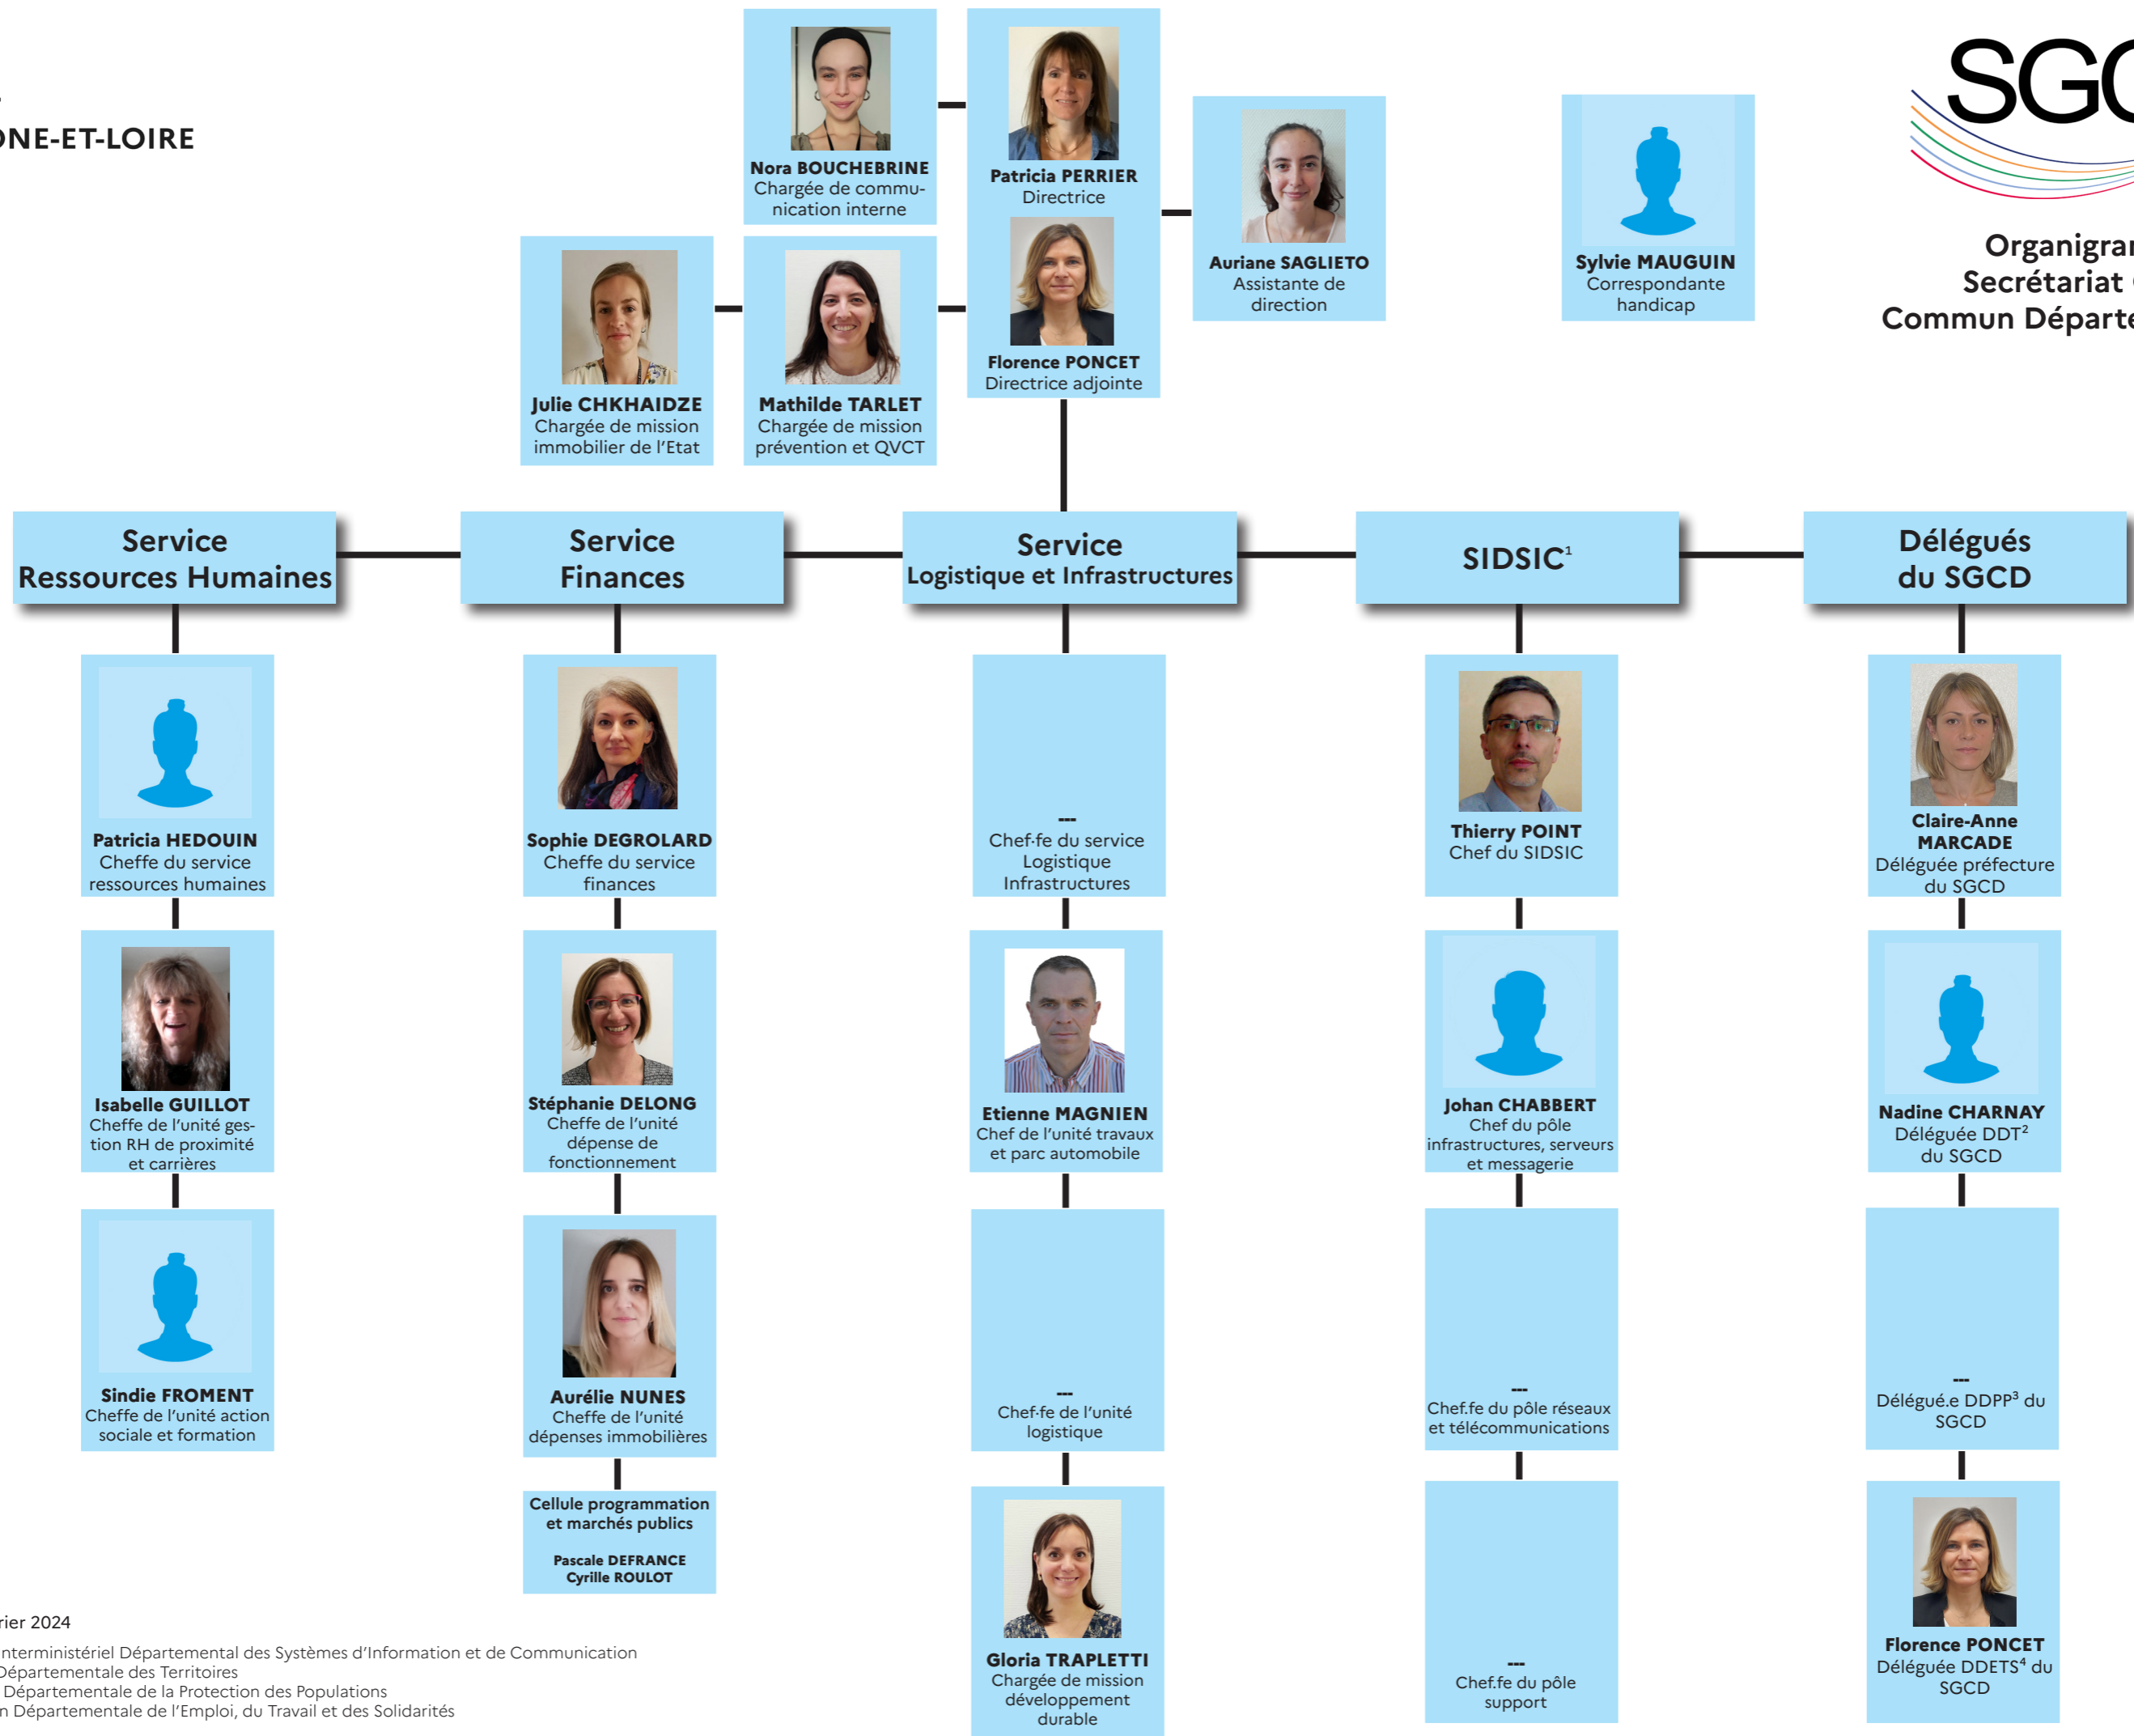 ONE-ET-LOIRE
Nora BOUCHEBRINE
Chargée de commu-
nication interne
Patricia PERRIER
Directrice
Florence PONCET
Directrice adjointe
Auriane SAGLIETO
Assistante de
direction
Sylvie MAUGUIN
Correspondante
handicap
SGC
Organigra
Secrétariat
Commun Départe
Julie CHKHAIDZE
Chargée de mission
immobilier de l'Etat
Mathilde TARLET
Chargée de mission
prévention et QVCT
Service
Ressources Humaines
Service
Finances
Service
Logistique et Infrastructures
SIDSIC¹
Délégués
du SGCD
Patricia HEDOUIN
Cheffe du service
ressources humaines
Isabelle GUILLOT
Cheffe de l'unité ges-
tion RH de proximité
et carrières
Sindie FROMENT
Cheffe de l'unité action
sociale et formation
Sophie DEGROLARD
Cheffe du service
finances
Stéphanie DELONG
Cheffe de l'unité
dépense de
fonctionnement
Aurélie NUNES
Cheffe de l'unité
dépenses immobilières
Cellule programmation
et marchés publics
Pascale DEFRANCE
Cyrille ROULOT
---
Chef·fe du service
Logistique
Infrastructures
Etienne MAGNIEN
Chef de l'unité travaux
et parc automobile
---
Chef·fe de l'unité
logistique
Gloria TRAPLETTI
Chargée de mission
développement
durable
Thierry POINT
Chef du SIDSIC
Johan CHABBERT
Chef du pôle
infrastructures, serveurs
et messagerie
---
Chef.fe du pôle réseaux
et télécommunications
---
Chef.fe du pôle
support
Claire-Anne
MARCADE
Déléguée préfecture
du SGCD
Nadine CHARNAY
Déléguée DDT²
du SGCD
---
Délégué.e DDPP³ du
SGCD
Florence PONCET
Déléguée DDETS⁴ du
SGCD
rier 2024
Interministériel Départemental des Systèmes d'Information et de Communication
Départementale des Territoires
Départementale de la Protection des Populations
n Départementale de l'Emploi, du Travail et des Solidarités